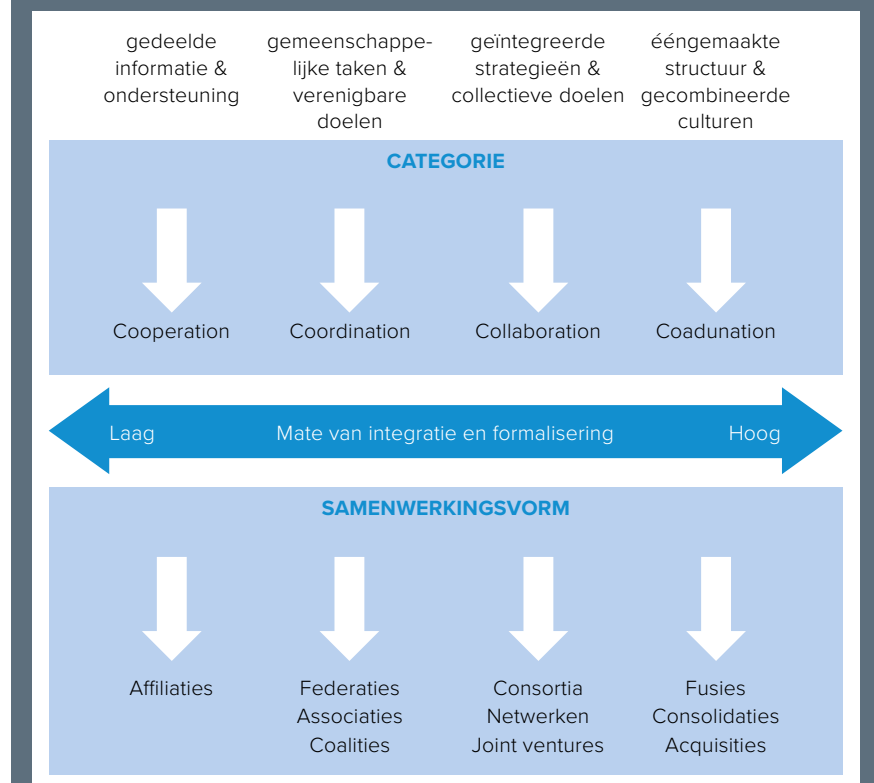 gedeelde
informatie &
ondersteuning
gemeenschappe-
lijke taken &
verenigbare
doelen
geïntegreerde
strategieën &
collectieve doelen
ééngemaakte
structuur &
gecombineerde
culturen
CATEGORIE
Cooperation
Coordination
Collaboration
Coadunation
Laag
Mate van integratie en formalisering
Hoog
SAMENWERKINGSVORM
Affiliaties
Federaties
Associaties
Coalities
Consortia
Netwerken
Joint ventures
Fusies
Consolidaties
Acquisities